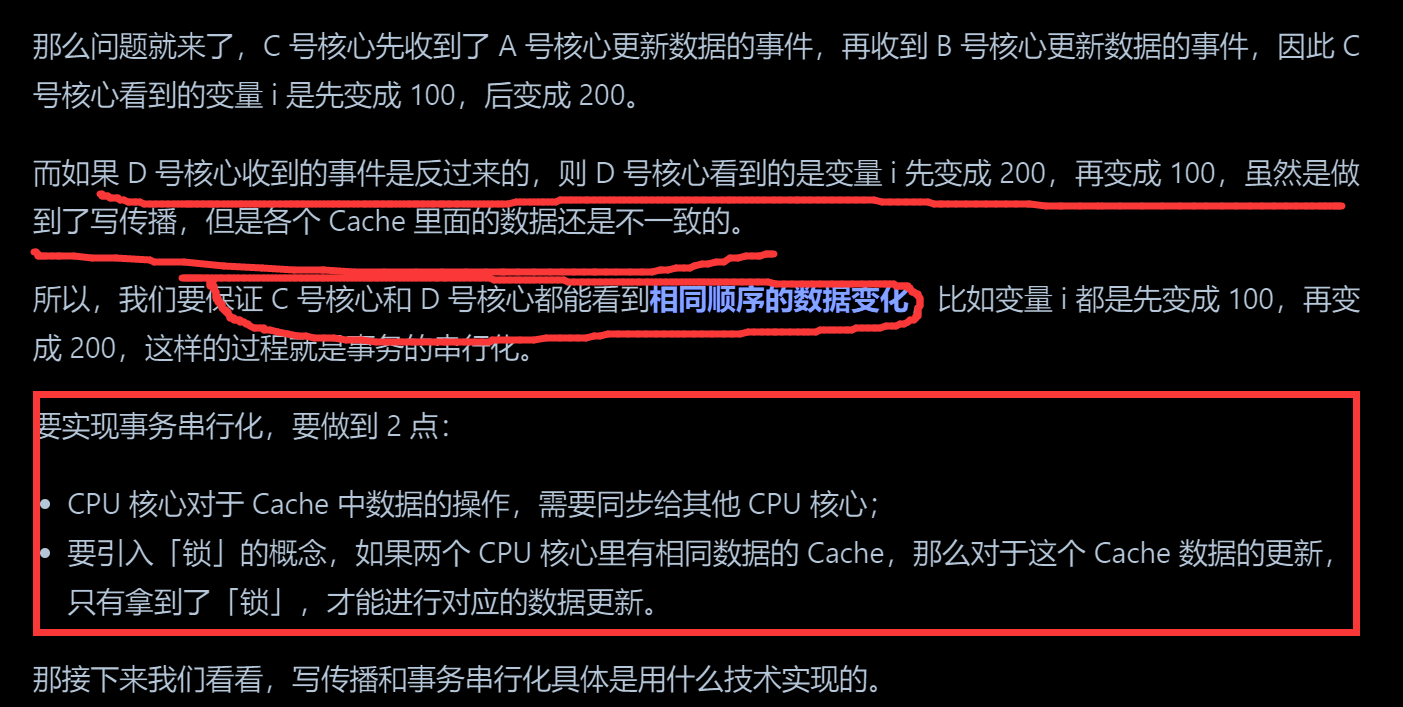 那么问题就来了，C 号核心先收到了 A 号核心更新数据的事件，再收到 B 号核心更新数据的事件，因此 C
号核心看到的变量 i 是先变成 100，后变成 200。
而如果 D 号核心收到的事件是反过来的，则 D 号核心看到的是变量 i 先变成 200，再变成 100，虽然是做
到了写传播，但是各个 Cache 里面的数据还是不一致的。
所以，我们要保证 C 号核心和 D 号核心都能看到相同顺序的数据变化，比如变量 i 都是先变成 100，再变
成 200，这样的过程就是事务的串行化。
要实现事务串行化，要做到 2 点：
• CPU 核心对于 Cache 中数据的操作，需要同步给其他 CPU 核心；
• 要引入「锁」的概念，如果两个 CPU 核心里有相同数据的 Cache，那么对于这个 Cache 数据的更新，
只有拿到了「锁」，才能进行对应的数据更新。
那接下来我们看看，写传播和事务串行化具体是用什么技术实现的。